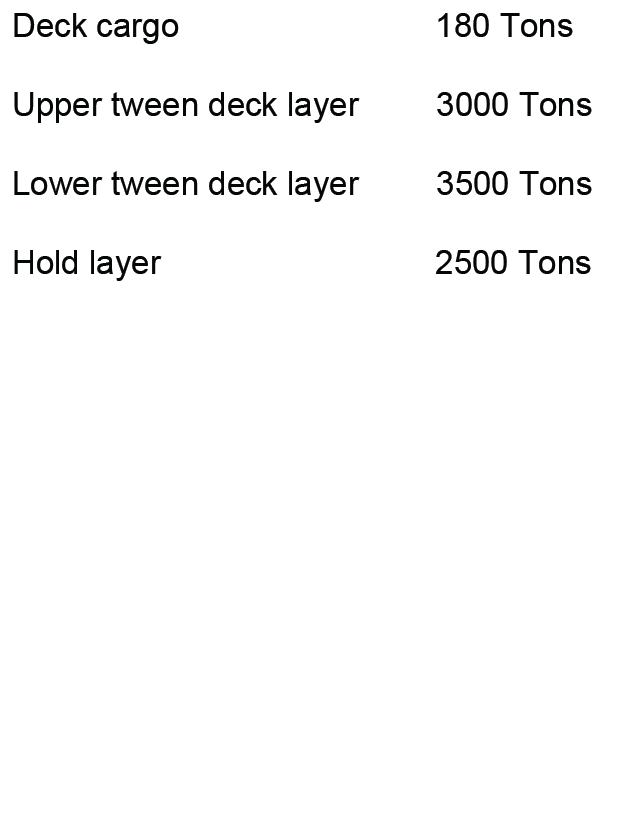 Deck cargo 180 Tons
Upper tween deck layer 3000 Tons
Lower tween deck layer 3500 Tons
Hold layer 2500 Tons